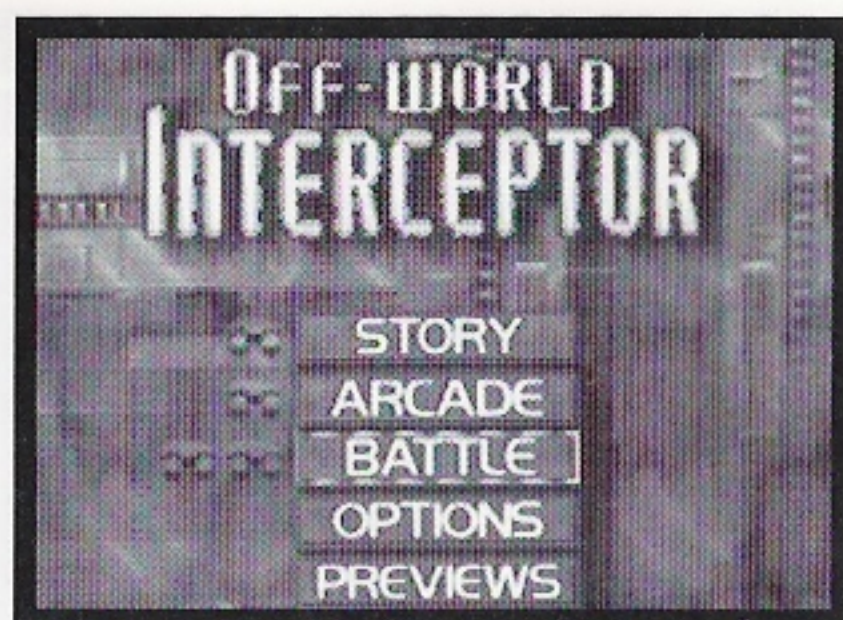 OFF-WORLD
INTERCEPTOR
STORY
ARCADE
BATTLE
OPTIONS
PREVIEWS